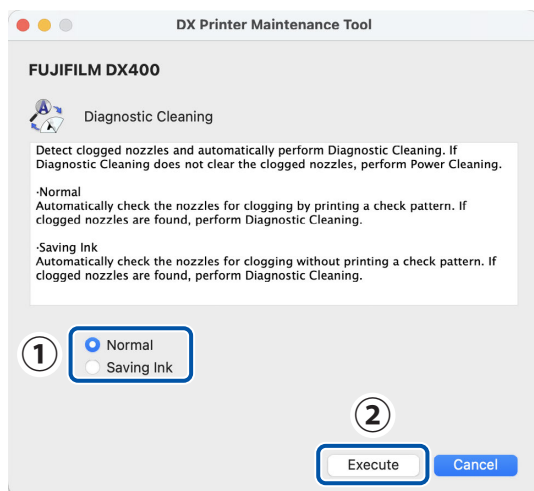 DX Printer Maintenance Tool
FUJIFILM DX400
Diagnostic Cleaning
Detect clogged nozzles and automatically perform Diagnostic Cleaning. If
Diagnostic Cleaning does not clear the clogged nozzles, perform Power Cleaning.
·Normal
Automatically check the nozzles for clogging by printing a check pattern. If
clogged nozzles are found, perform Diagnostic Cleaning.
·Saving Ink
Automatically check the nozzles for clogging without printing a check pattern. If
clogged nozzles are found, perform Diagnostic Cleaning.
1
Normal
Saving Ink
2
Execute
Cancel